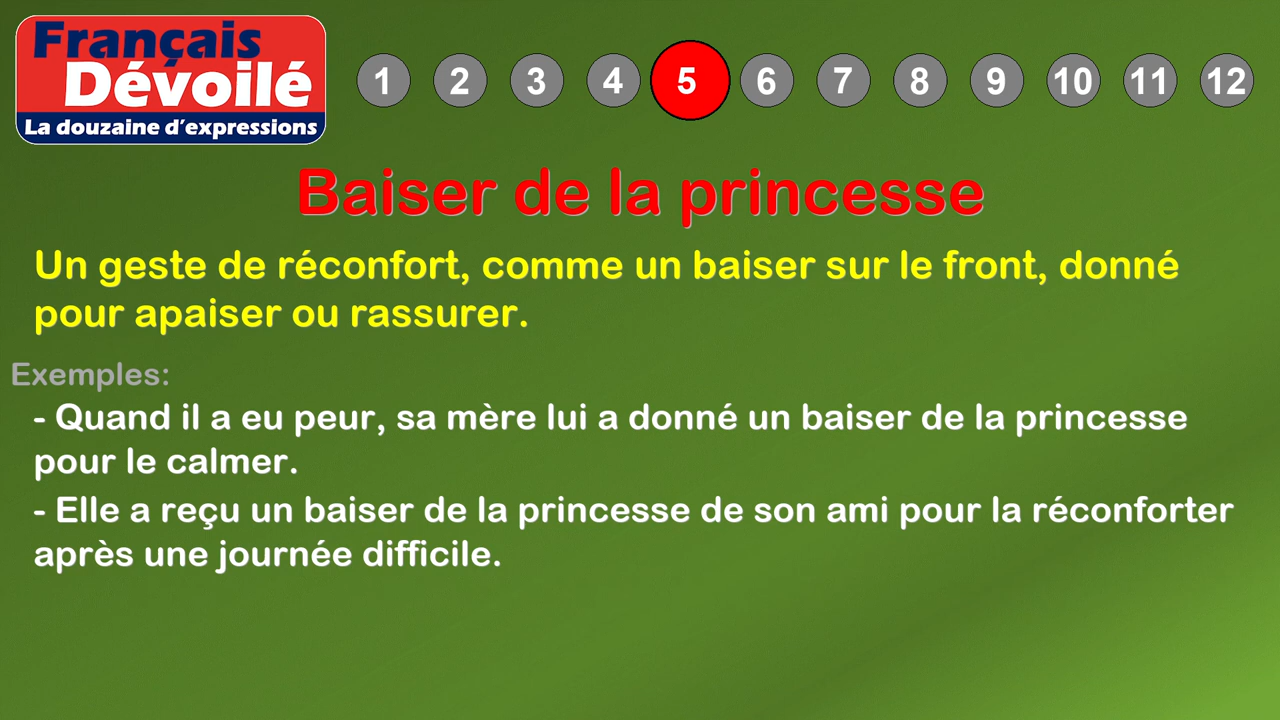 Français
Dévoilé
La douzaine d'expressions
1 2 3 4 5 6 7 8 9 10 11 12
Baiser de la princesse
Un geste de réconfort, comme un baiser sur le front, donné
pour apaiser ou rassurer.
Exemples:
- Quand il a eu peur, sa mère lui a donné un baiser de la princesse
pour le calmer.
- Elle a reçu un baiser de la princesse de son ami pour la réconforter
après une journée difficile.